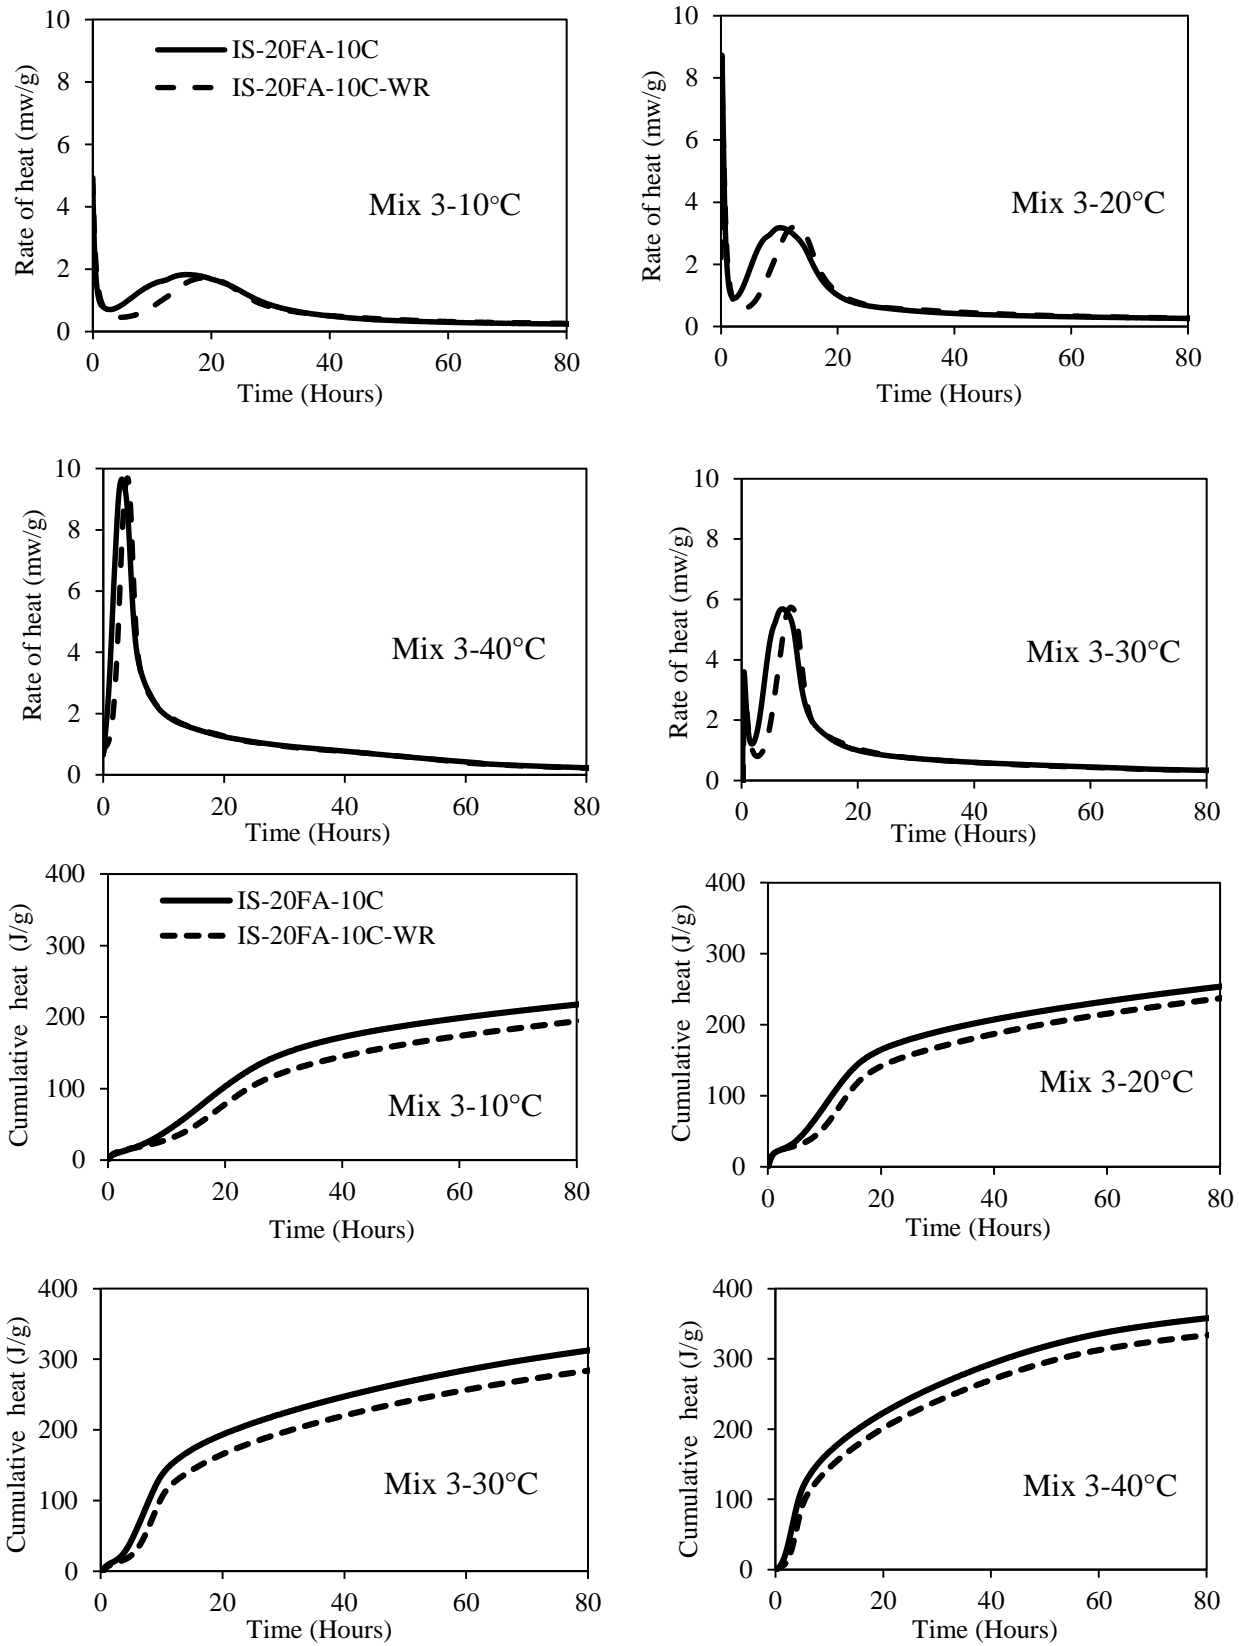 10
8
6
4
2
0
Rate of heat (mw/g)
IS-20FA-10C
IS-20FA-10C-WR
Mix 3-10°C
0 20 40 60 80
Time (Hours)
10
8
6
4
2
0
Rate of heat (mw/g)
Mix 3-20°C
0 20 40 60 80
Time (Hours)
10
8
6
4
2
0
Rate of heat (mw/g)
Mix 3-40°C
0 20 40 60 80
Time (Hours)
10
8
6
4
2
0
Rate of heat (mw/g)
Mix 3-30°C
0 20 40 60 80
Time (Hours)
400
300
200
100
0
Cumulative heat (J/g)
IS-20FA-10C
IS-20FA-10C-WR
Mix 3-10°C
0 20 40 60 80
Time (Hours)
400
300
200
100
0
Cumulative heat (J/g)
Mix 3-20°C
0 20 40 60 80
Time (Hours)
400
300
200
100
0
Cumulative heat (J/g)
Mix 3-30°C
0 20 40 60 80
Time (Hours)
400
300
200
100
0
Cumulative heat (J/g)
Mix 3-40°C
0 20 40 60 80
Time (Hours)